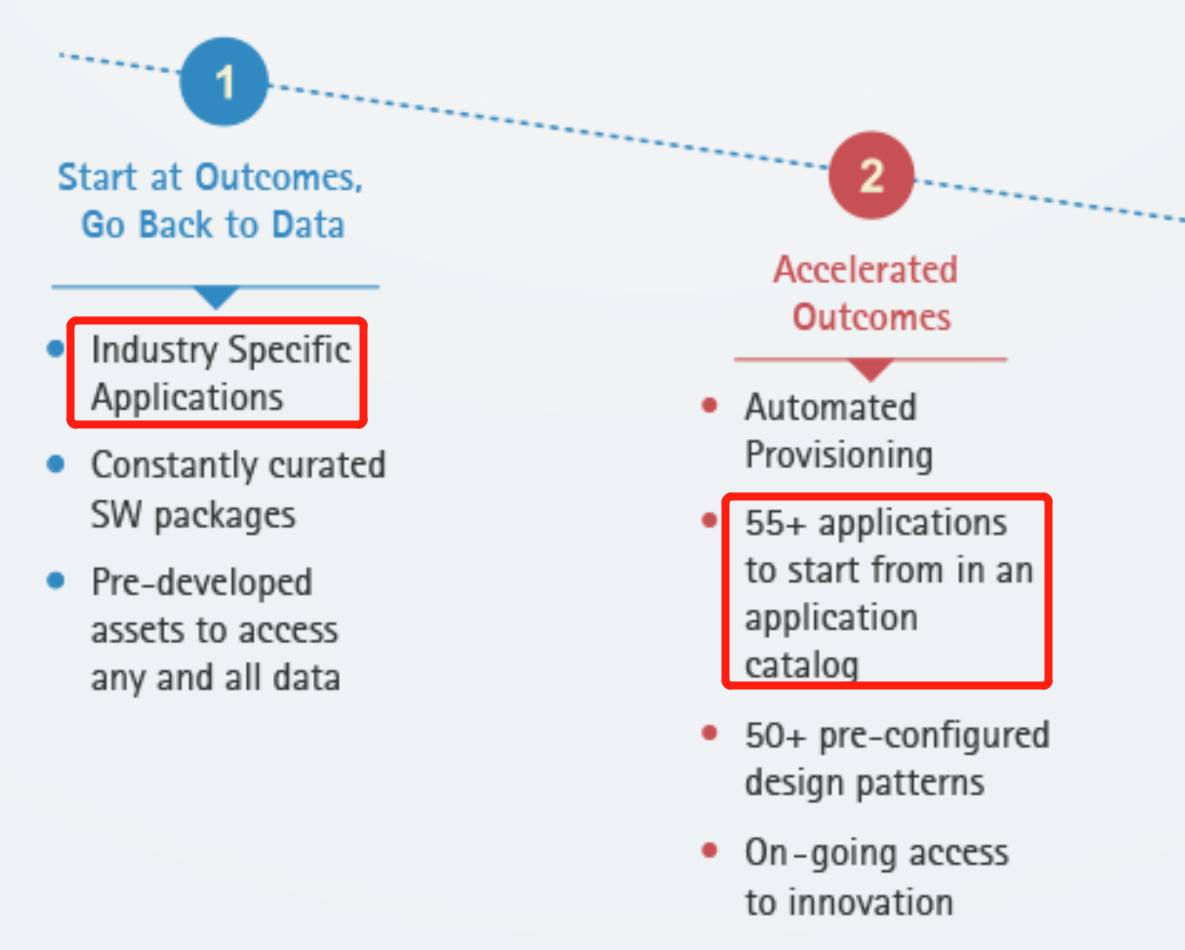 1
Start at Outcomes,
Go Back to Data
Industry Specific
Applications
Constantly curated
SW packages
Pre-developed
assets to access
any and all data
2
Accelerated
Outcomes
Automated
Provisioning
55+ applications
to start from in an
application
catalog
50+ pre-configured
design patterns
On-going access
to innovation